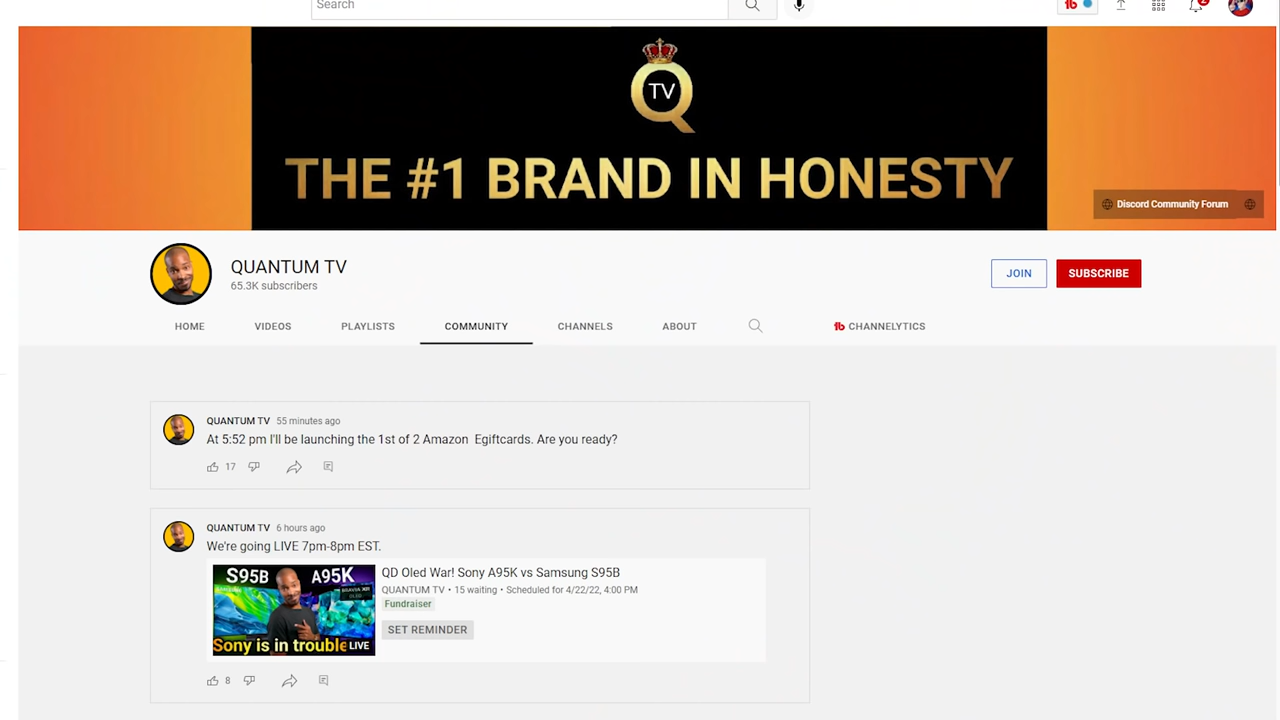 Search
2
TV
THE #1 BRAND IN HONESTY
Discord Community Forum
QUANTUM TV
65.3K subscribers
JOIN
SUBSCRIBE
HOME
VIDEOS
PLAYLISTS
COMMUNITY
CHANNELS
ABOUT
CHANNELYTICS
QUANTUM TV 55 minutes ago
At 5:52 pm I'll be launching the 1st of 2 Amazon Egiftcards. Are you ready?
17
QUANTUM TV 6 hours ago
We're going LIVE 7pm-8pm EST.
S95B A95K
BRAVIA XR
OLED
Sony is in trouble
LIVE
QD Oled War! Sony A95K vs Samsung S95B
QUANTUM TV • 15 waiting • Scheduled for 4/22/22, 4:00 PM
Fundraiser
SET REMINDER
8